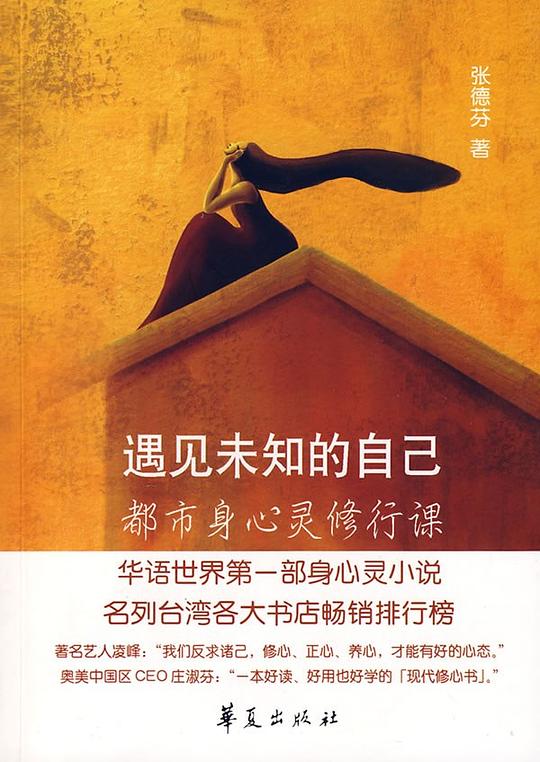 张德芬 著
遇见未知的自己
都市身心灵修行课
华语世界第一部身心灵小说
名列台湾各大书店畅销排行榜
著名艺人凌峰：“我们反求诸己，修心、正心、养心，才能有好的心态。”
奥美中国区CEO庄淑芬：“一本好读、好用也好学的「现代修心书」。”
華夏出版社